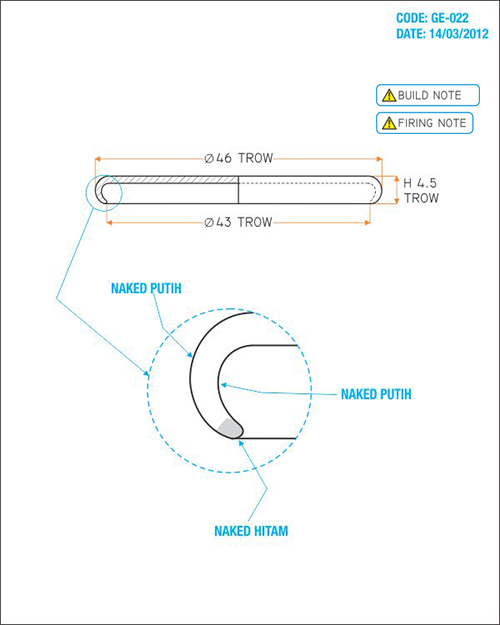 CODE: GE-022
DATE: 14/03/2012
BUILD NOTE
FIRING NOTE
Ø46 TROW
H 4.5
TROW
Ø43 TROW
NAKED PUTIH
NAKED PUTIH
NAKED HITAM